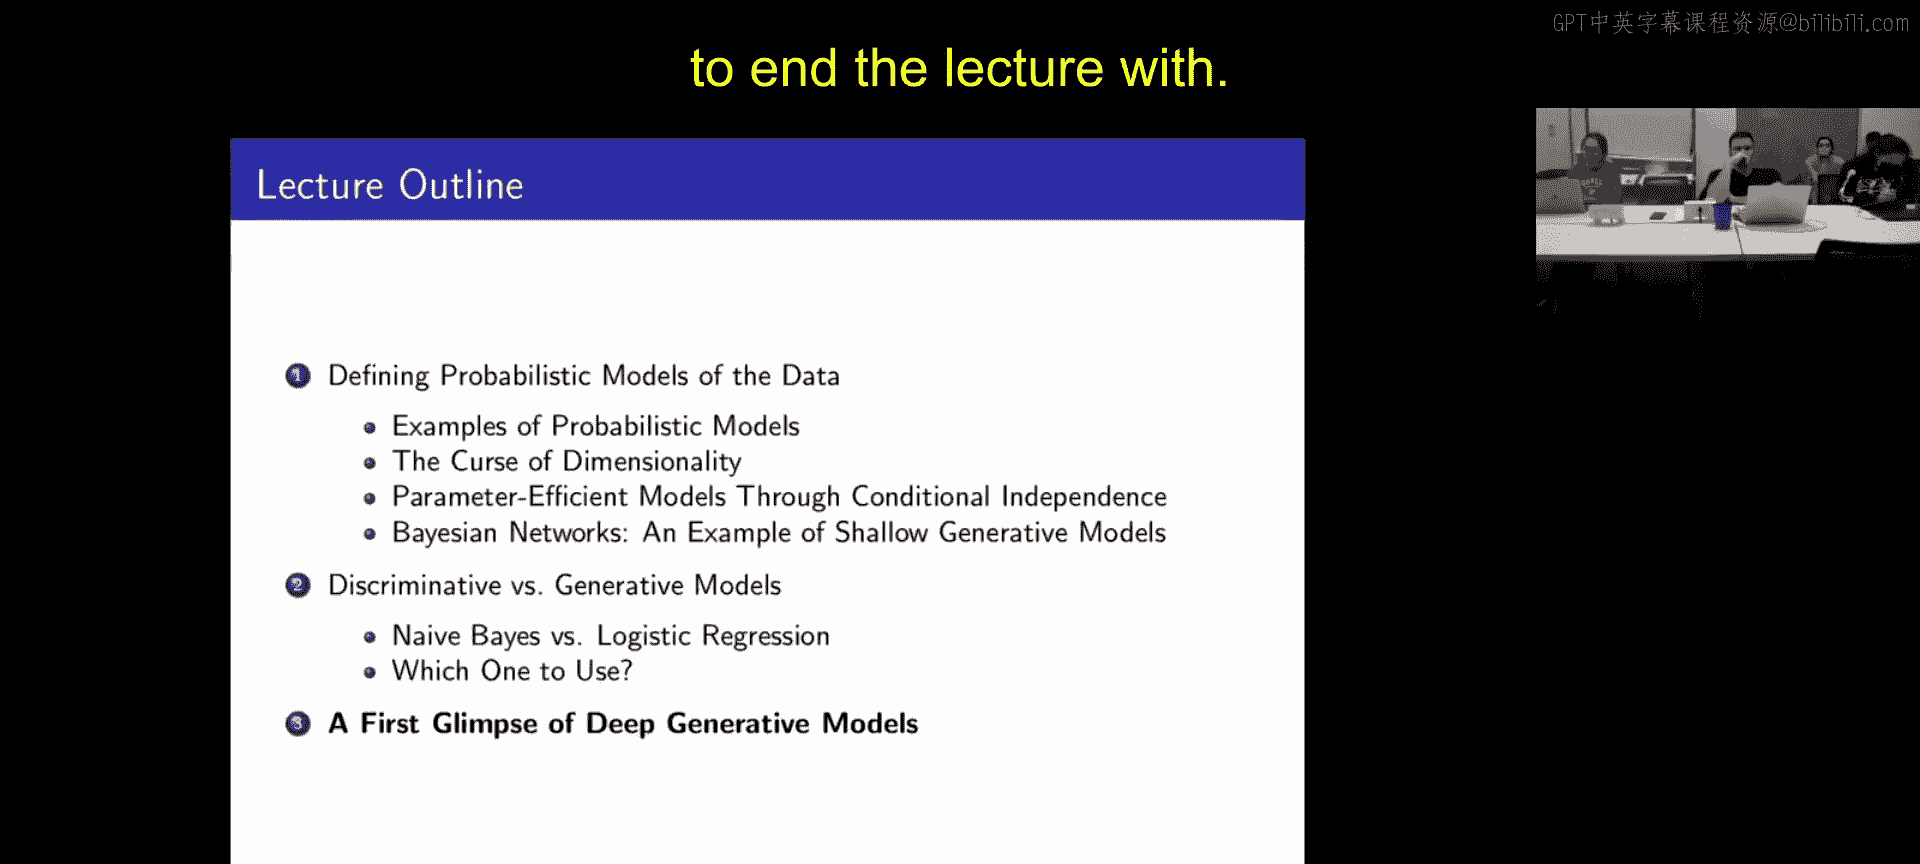 GPT中英字幕课程资源@bilibili.com
to end the lecture with.
Lecture Outline
1 Defining Probabilistic Models of the Data
Examples of Probabilistic Models
The Curse of Dimensionality
Parameter-Efficient Models Through Conditional Independence
Bayesian Networks: An Example of Shallow Generative Models
2 Discriminative vs. Generative Models
Naive Bayes vs. Logistic Regression
Which One to Use?
3 A First Glimpse of Deep Generative Models